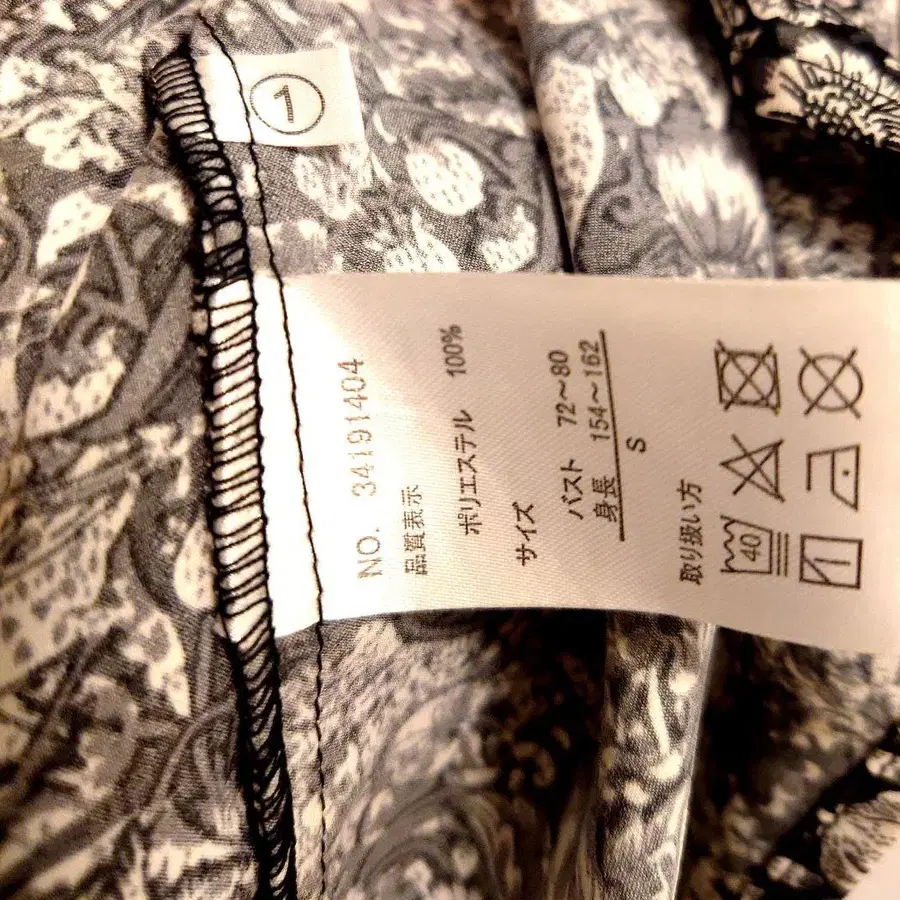 ①
NO. 34191404
品質表示
ポリエステル 100%
サイズ
バスト 72～80
身長 154～162
S
取り扱い方
40